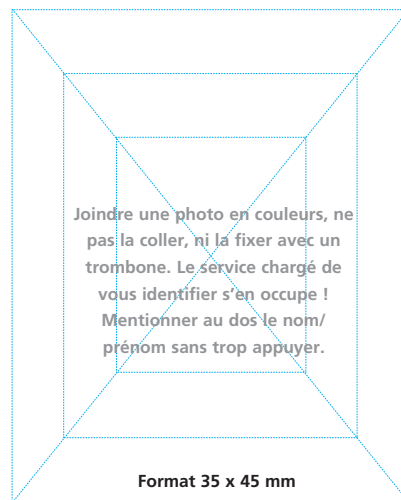 Joindre une photo en couleurs, ne
pas la coller, ni la fixer avec un
trombone. Le service chargé de
vous identifier s’en occupe !
Mentionner au dos le nom/
prénom sans trop appuyer.
Format 35 x 45 mm